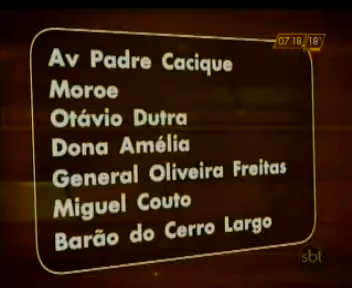 07:18 18°
Av Padre Cacique
Moroe
Otávio Dutra
Dona Amélia
General Oliveira Freitas
Miguel Couto
Barão do Cerro Largo
sbt